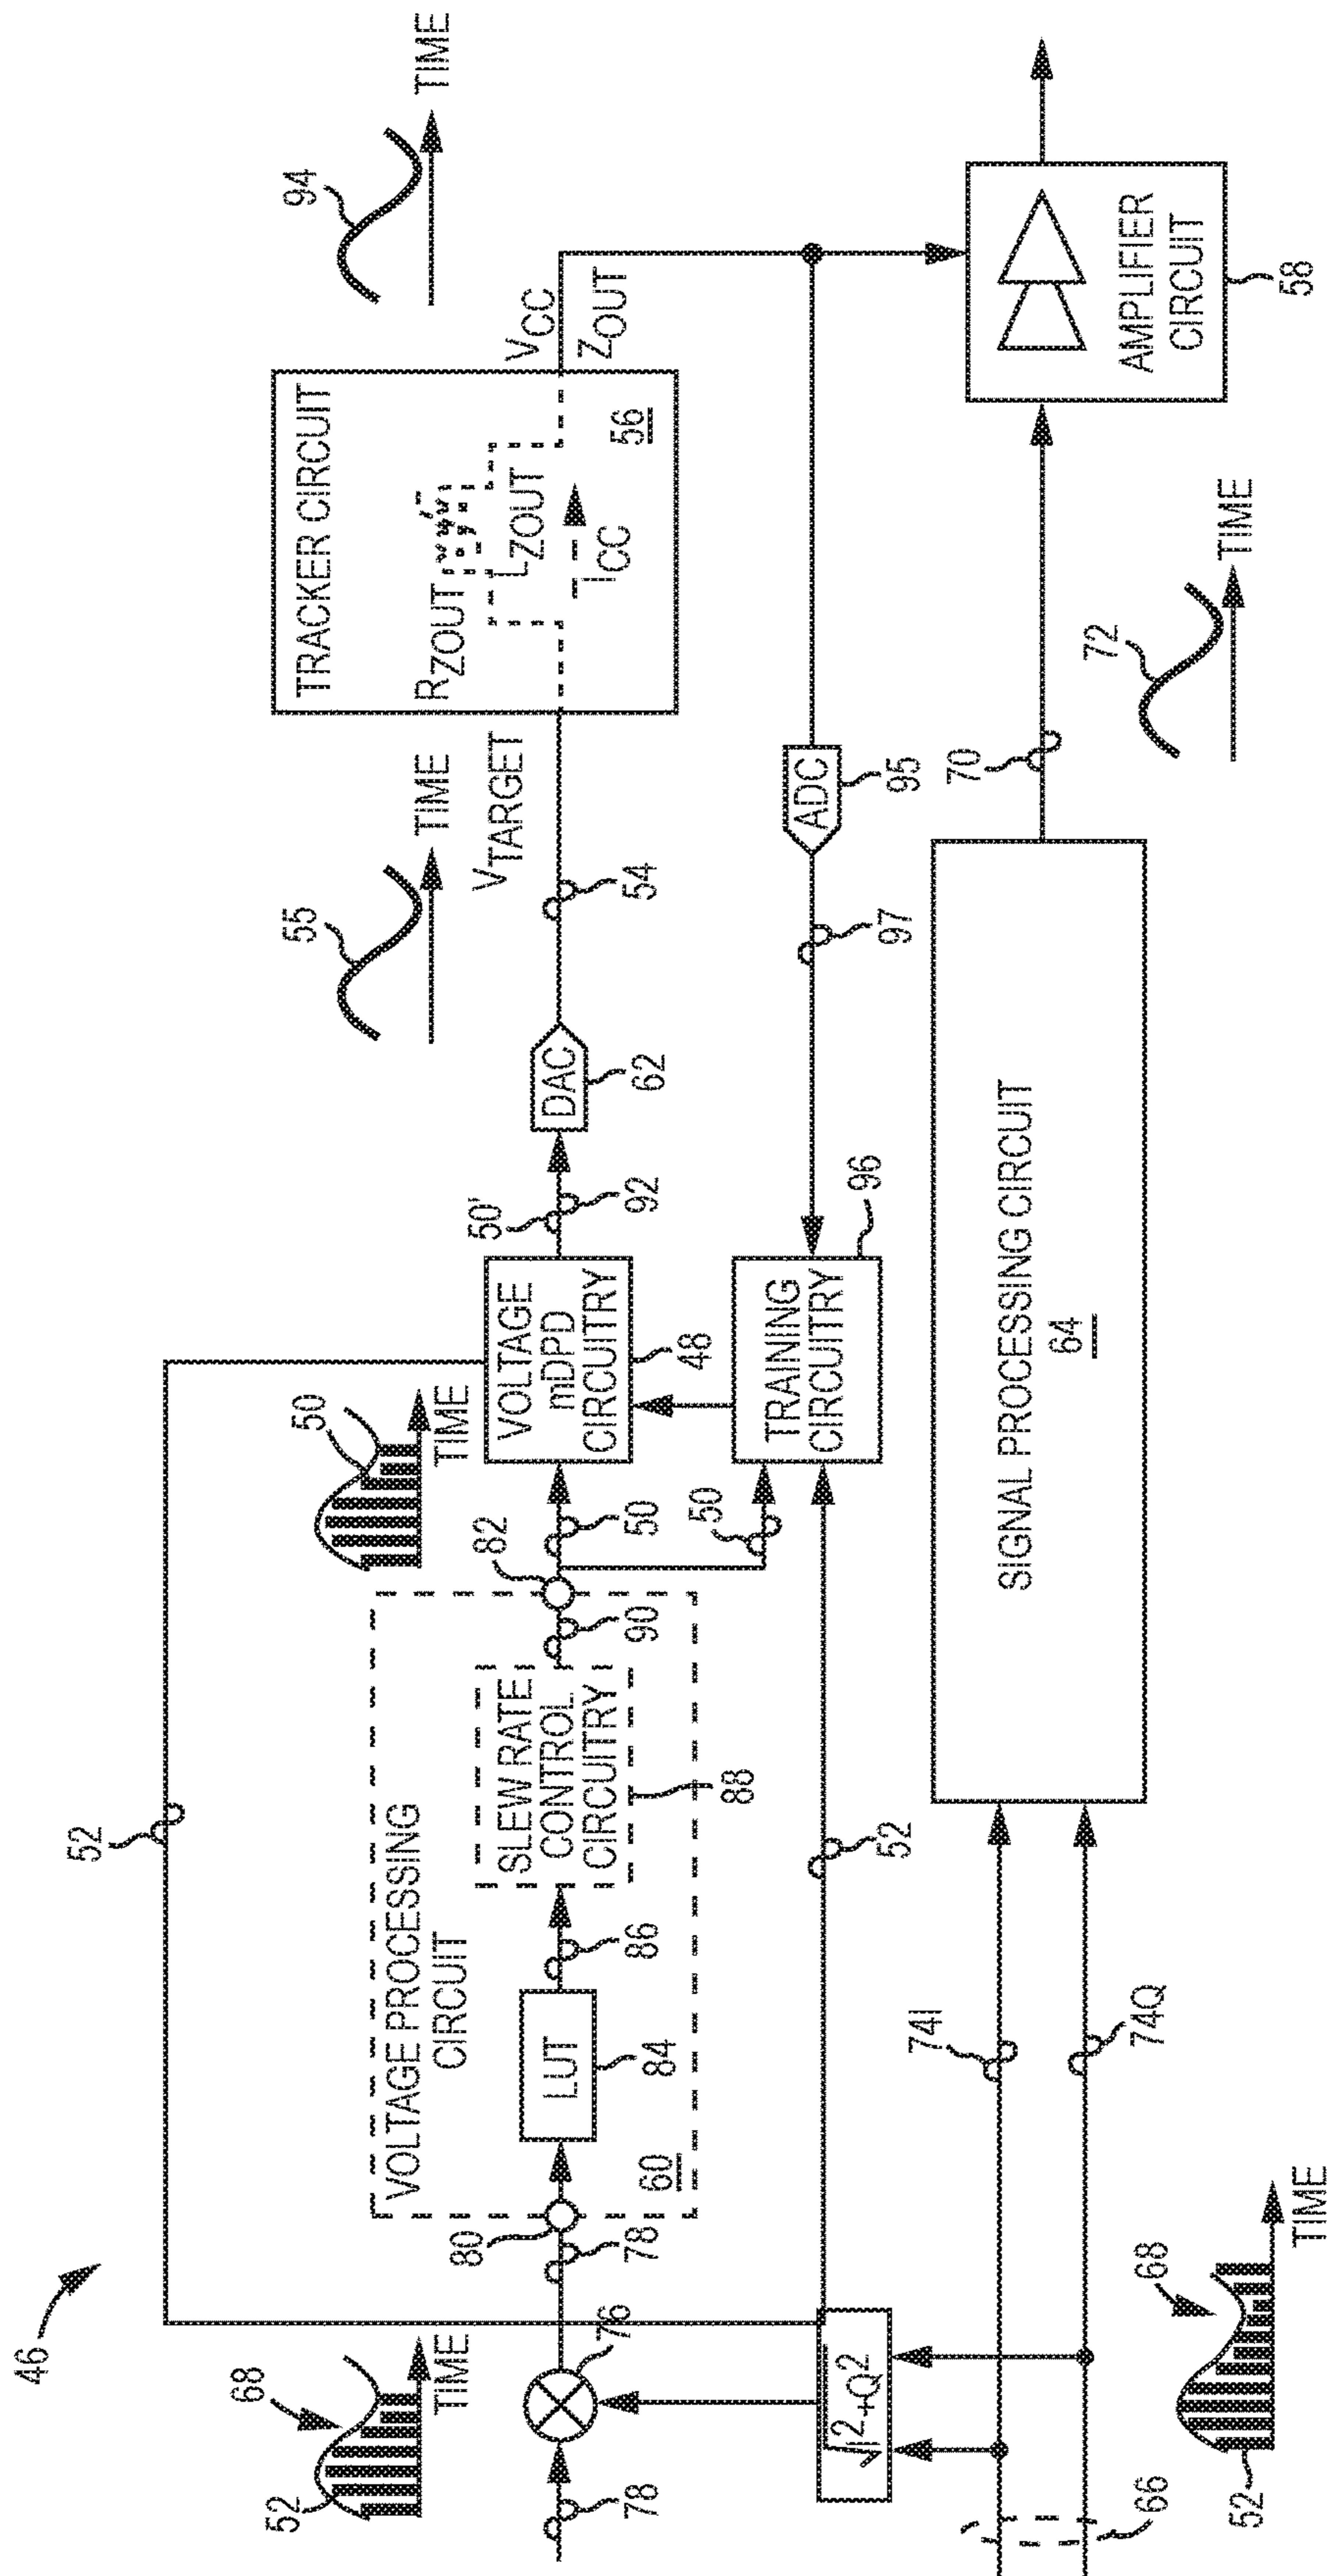 46
52
52
68
TIME
50
TIME
55
TIME
94
TIME
VOLTAGE PROCESSING
CIRCUIT
78
76
78
80
60
LUT
84
86
SLEW RATE
CONTROL
CIRCUITRY
88
90
82
50
50
VOLTAGE
mDPD
CIRCUITRY
48
50'
92
DAC
62
54
VTARGET
TRACKER CIRCUIT
RZOUT
LZOUT
ICC
56
VCC
ZOUT
√I²+Q²
52
TRAINING
CIRCUITRY
96
97
ADC
95
66
74I
74Q
SIGNAL PROCESSING CIRCUIT
64
70
AMPLIFIER
CIRCUIT
58
52
68
TIME
72
TIME